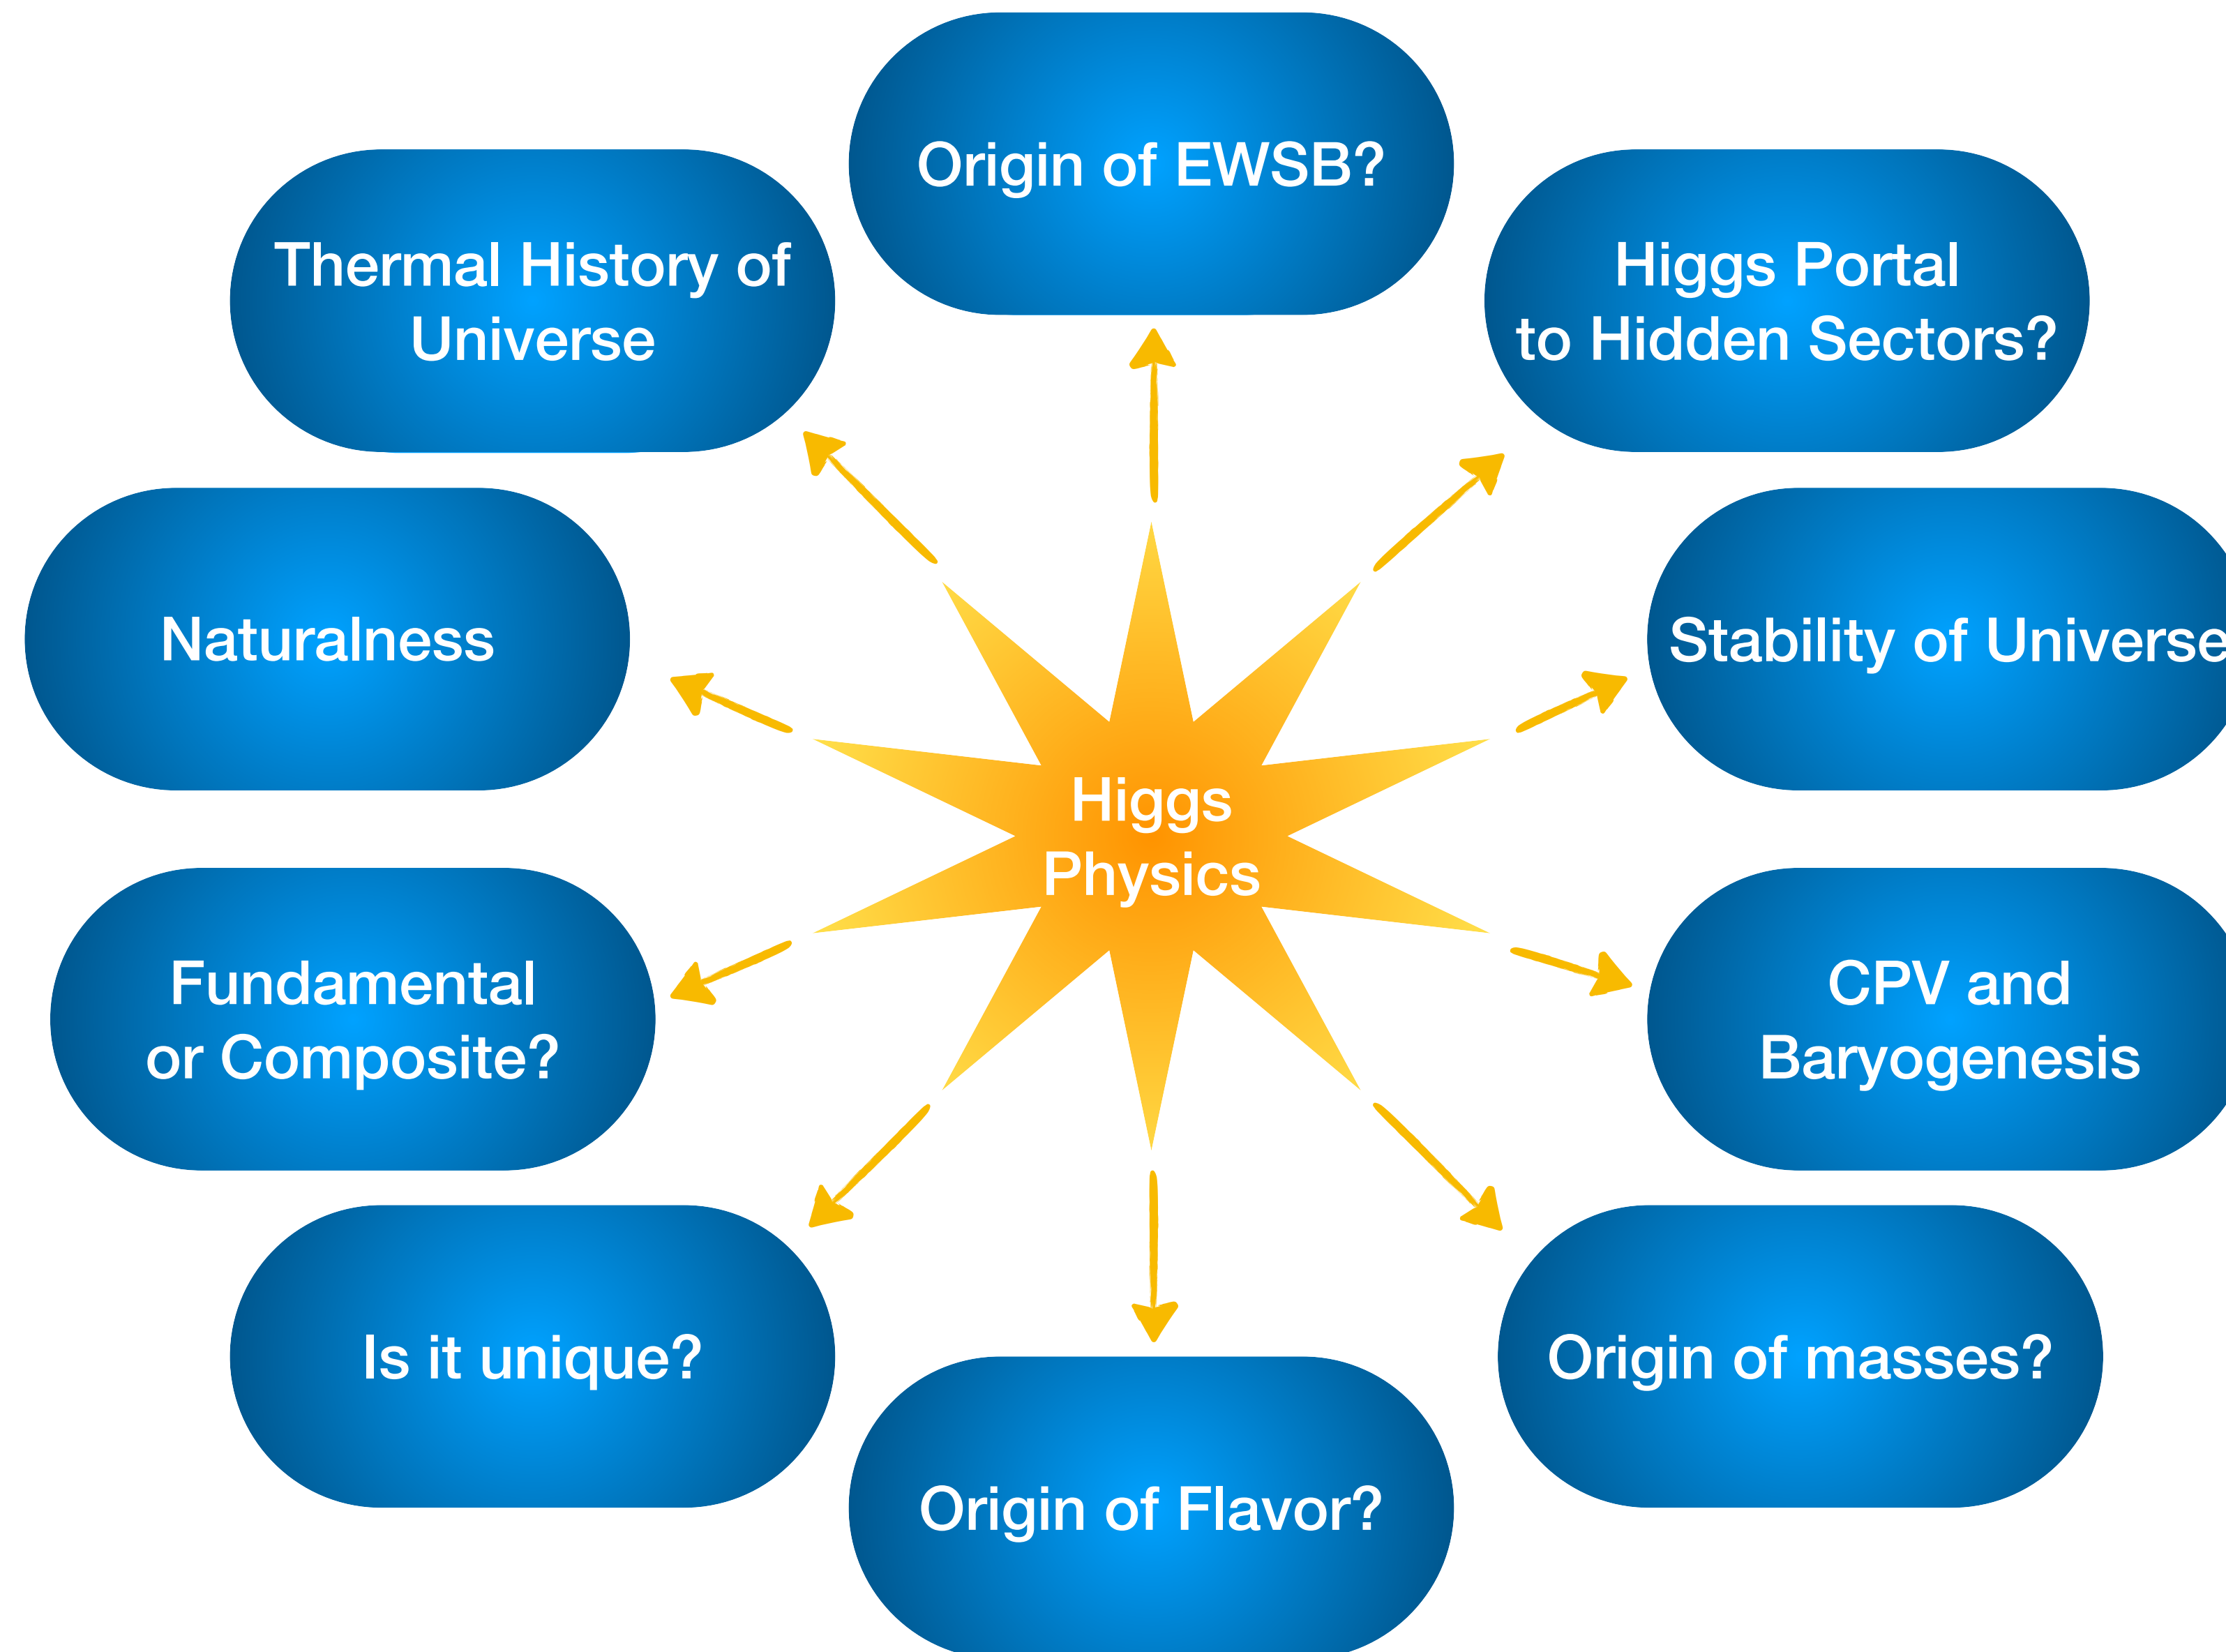 Origin of EWSB?
Thermal History of
Universe
Higgs Portal
to Hidden Sectors?
Naturalness
Stability of Universe
Higgs
Physics
Fundamental
or Composite?
CPV and
Baryogenesis
Is it unique?
Origin of masses?
Origin of Flavor?